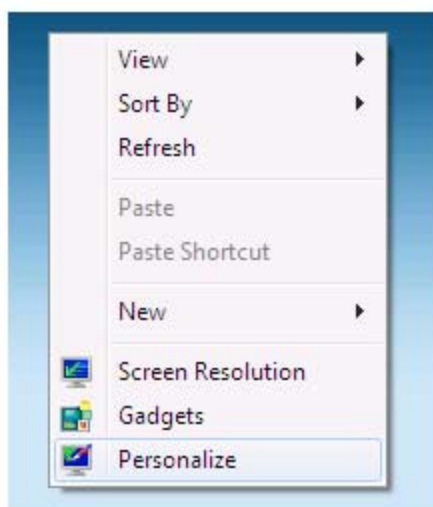 View
Sort By
Refresh
Paste
Paste Shortcut
New
Screen Resolution
Gadgets
Personalize